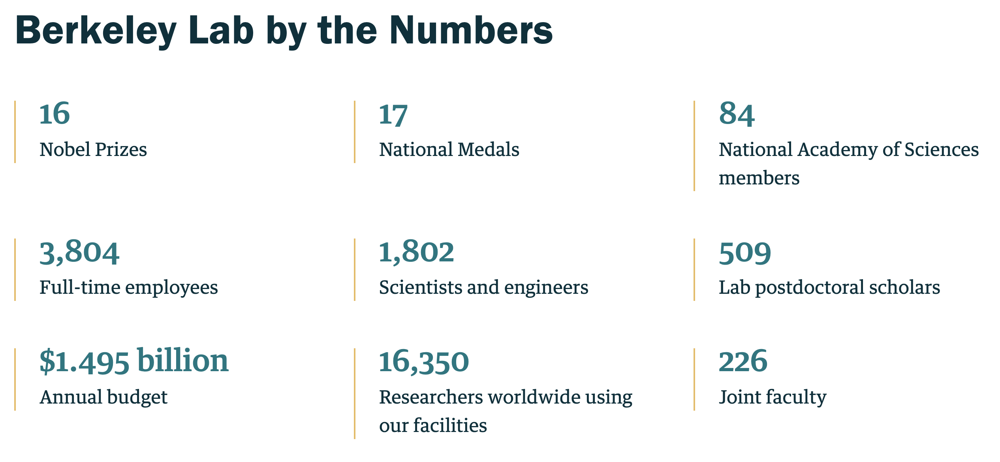 Berkeley Lab by the Numbers
16
Nobel Prizes
17
National Medals
84
National Academy of Sciences
members
3,804
Full-time employees
1,802
Scientists and engineers
509
Lab postdoctoral scholars
$1.495 billion
Annual budget
16,350
Researchers worldwide using
our facilities
226
Joint faculty